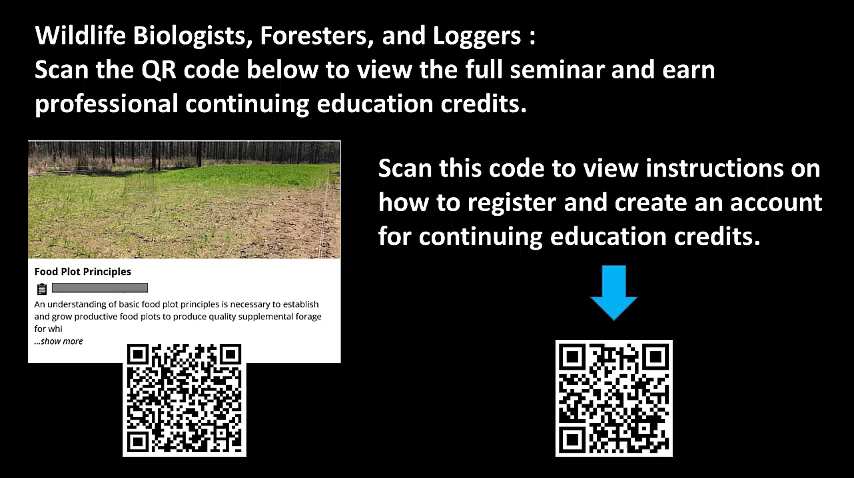 Wildlife Biologists, Foresters, and Loggers :
Scan the QR code below to view the full seminar and earn
professional continuing education credits.
Scan this code to view instructions on
how to register and create an account
for continuing education credits.
Food Plot Principles
An understanding of basic food plot principles is necessary to establish
and grow productive food plots to produce quality supplemental forage
for whi
...show more